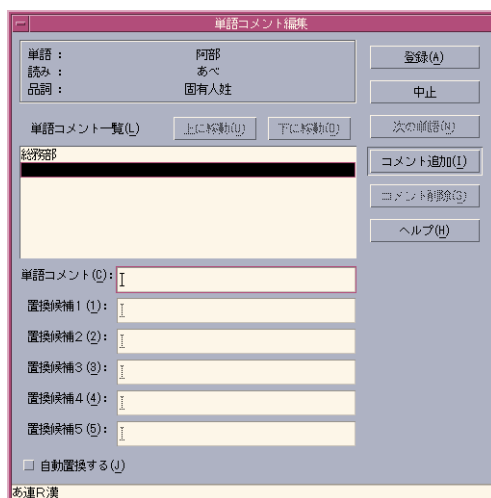 単語コメント編集
単語： 阿部
読み： あべ
品詞： 固有人姓
登録(A)
中止
単語コメント一覧(L) 上に移動(U) 下に移動(D)
次の単語(N)
総務部
コメント追加(I)
コメント削除(S)
ヘルプ(H)
単語コメント(C):
置換候補1(1):
置換候補2(2):
置換候補3(3):
置換候補4(4):
置換候補5(5):
自動置換する(J)
あ連R漢